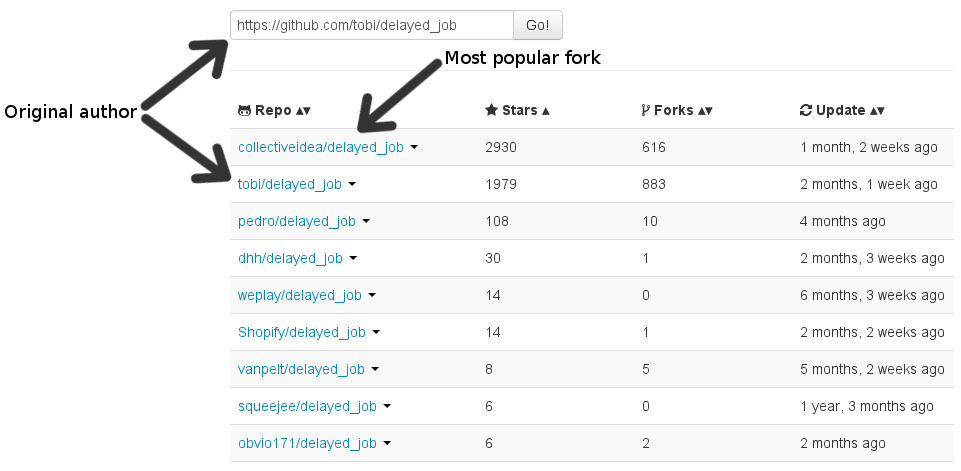 https://github.com/tobi/delayed_job Go!
Most popular fork
Original author
Repo Stars Forks Update
collectiveidea/delayed_job 2930 616 1 month, 2 weeks ago
tobi/delayed_job 1979 883 2 months, 1 week ago
pedro/delayed_job 108 10 4 months ago
dhh/delayed_job 30 1 2 months, 3 weeks ago
weplay/delayed_job 14 0 6 months, 3 weeks ago
Shopify/delayed_job 14 1 2 months, 2 weeks ago
vanpelt/delayed_job 8 5 5 months, 2 weeks ago
squeejee/delayed_job 6 0 1 year, 3 months ago
obvio171/delayed_job 6 2 2 months ago